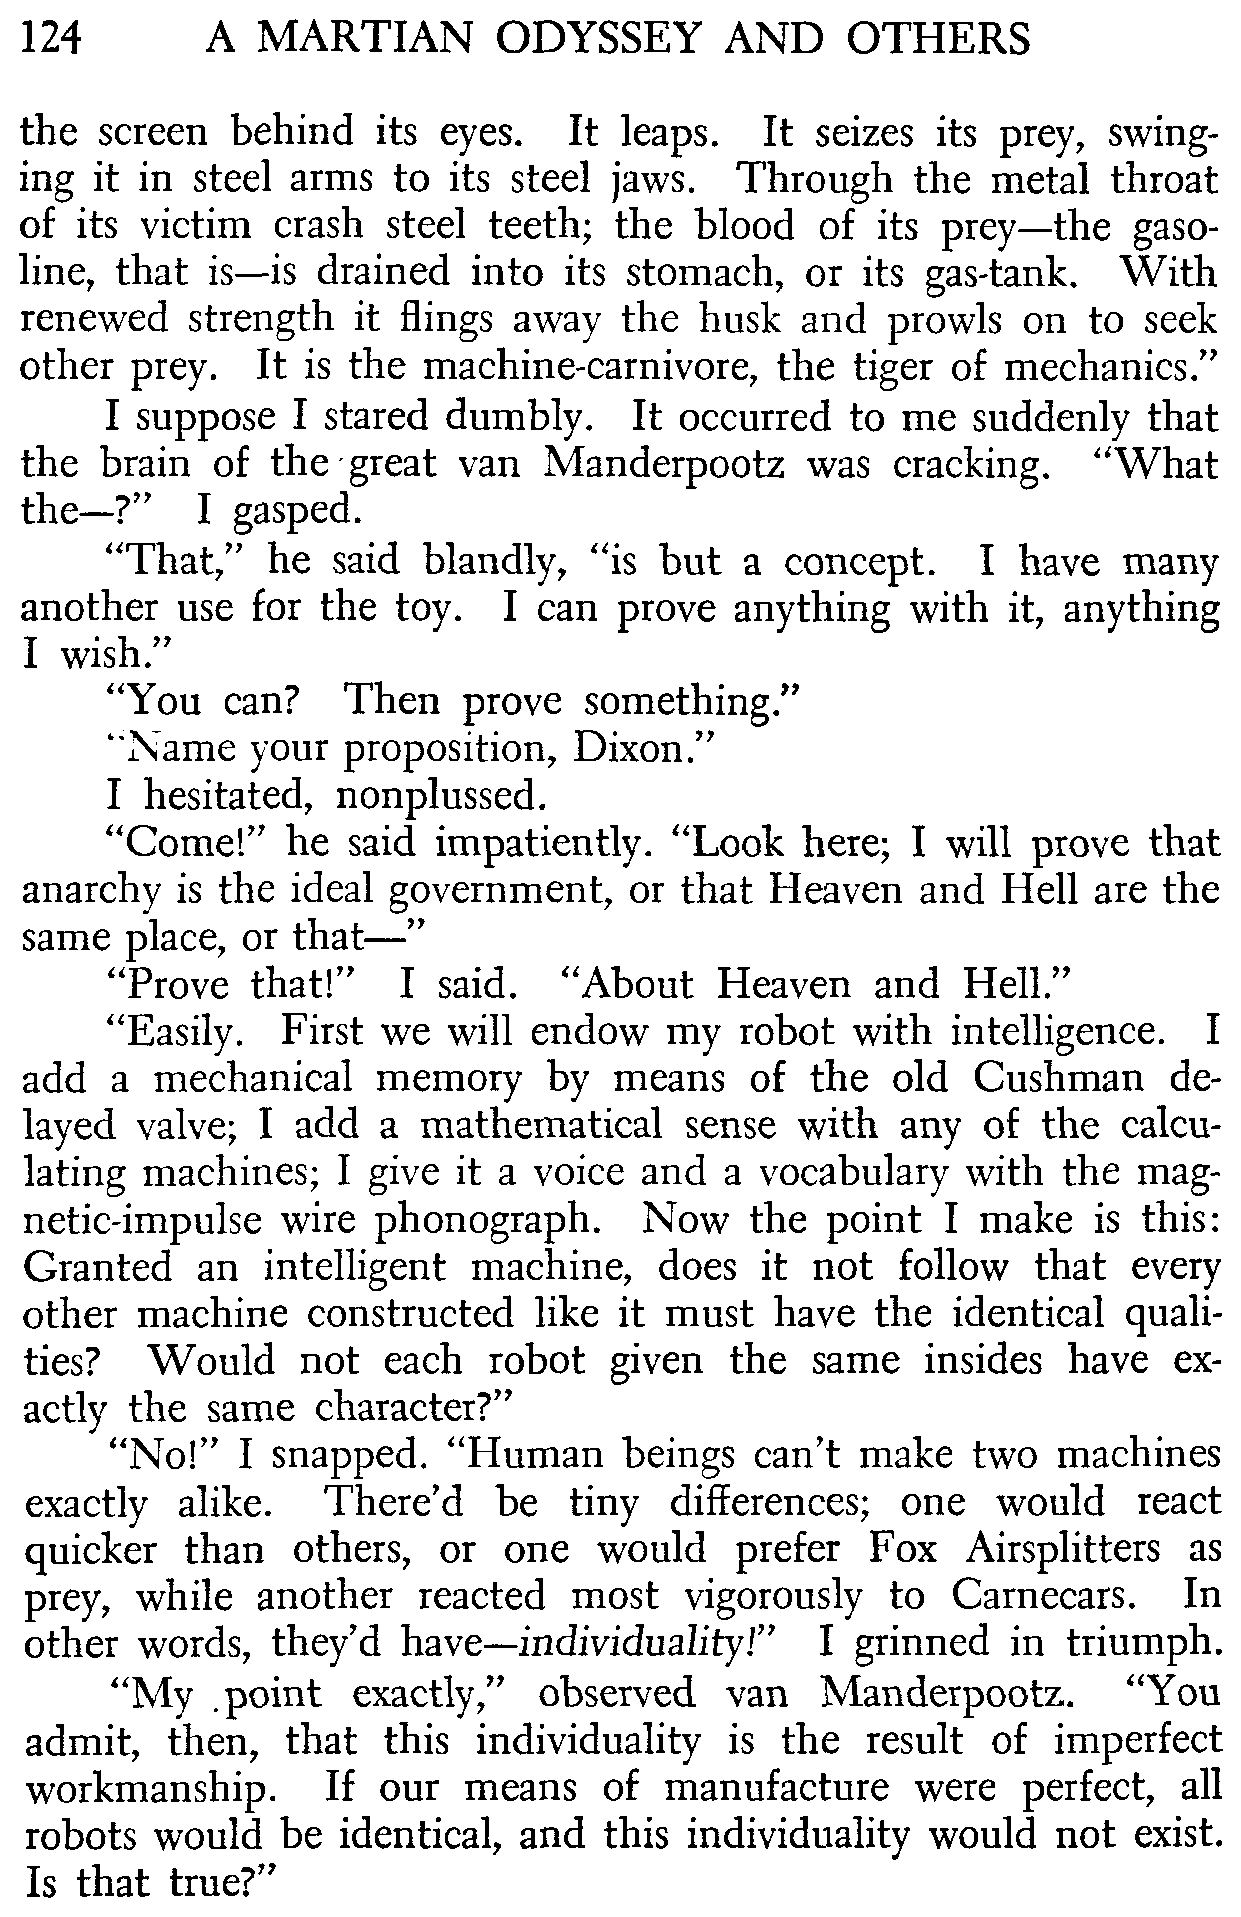 124 A MARTIAN ODYSSEY AND OTHERS
the screen behind its eyes. It leaps. It seizes its prey, swing-
ing it in steel arms to its steel jaws. Through the metal throat
of its victim crash steel teeth; the blood of its prey—the gaso-
line, that is—is drained into its stomach, or its gas-tank. With
renewed strength it flings away the husk and prowls on to seek
other prey. It is the machine-carnivore, the tiger of mechanics.”
I suppose I stared dumbly. It occurred to me suddenly that
the brain of the great van Manderpootz was cracking. “What
the—?” I gasped.
“That,” he said blandly, “is but a concept. I have many
another use for the toy. I can prove anything with it, anything
I wish.”
“You can? Then prove something.”
“Name your proposition, Dixon.”
I hesitated, nonplussed.
“Come!” he said impatiently. “Look here; I will prove that
anarchy is the ideal government, or that Heaven and Hell are the
same place, or that—”
“Prove that!” I said. “About Heaven and Hell.”
“Easily. First we will endow my robot with intelligence. I
add a mechanical memory by means of the old Cushman de-
layed valve; I add a mathematical sense with any of the calcu-
lating machines; I give it a voice and a vocabulary with the mag-
netic-impulse wire phonograph. Now the point I make is this:
Granted an intelligent machine, does it not follow that every
other machine constructed like it must have the identical quali-
ties? Would not each robot given the same insides have ex-
actly the same character?”
“No!” I snapped. “Human beings can’t make two machines
exactly alike. There’d be tiny differences; one would react
quicker than others, or one would prefer Fox Airsplitters as
prey, while another reacted most vigorously to Carnecars. In
other words, they’d have—individuality!” I grinned in triumph.
“My point exactly,” observed van Manderpootz. “You
admit, then, that this individuality is the result of imperfect
workmanship. If our means of manufacture were perfect, all
robots would be identical, and this individuality would not exist.
Is that true?”